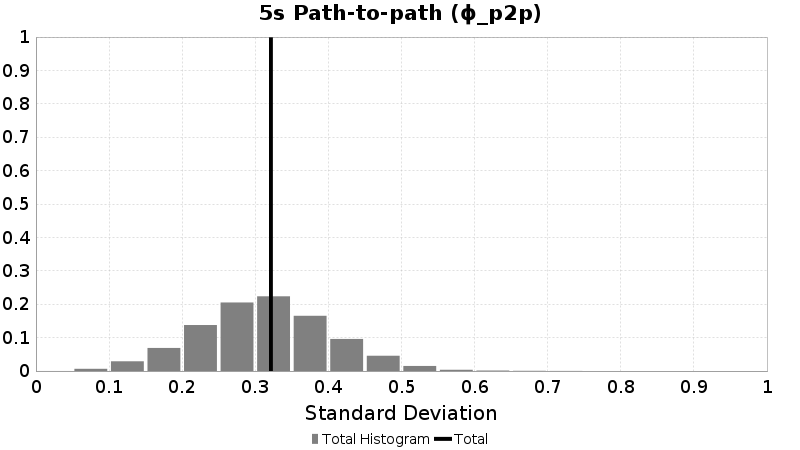 5s Path-to-path (ϕ_p2p)
1
0.9
0.8
0.7
0.6
0.5
0.4
0.3
0.2
0.1
0
0 0.1 0.2 0.3 0.4 0.5 0.6 0.7 0.8 0.9 1
Standard Deviation
Total Histogram Total